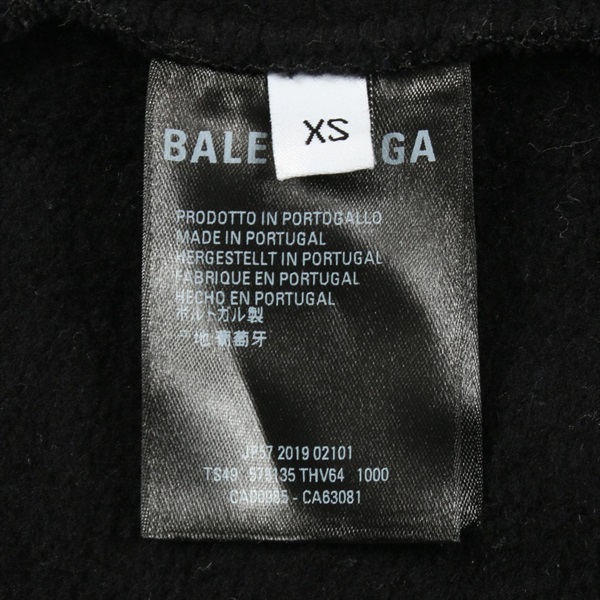 XS
BALE GA
PRODOTTO IN PORTOGALLO
MADE IN PORTUGAL
HERGESTELLT IN PORTUGAL
FABRIQUE EN PORTUGAL
HECHO EN PORTUGAL
ポルトガル製
地:葡萄牙
2019 02101
TS49 THV64 1000
CA63081